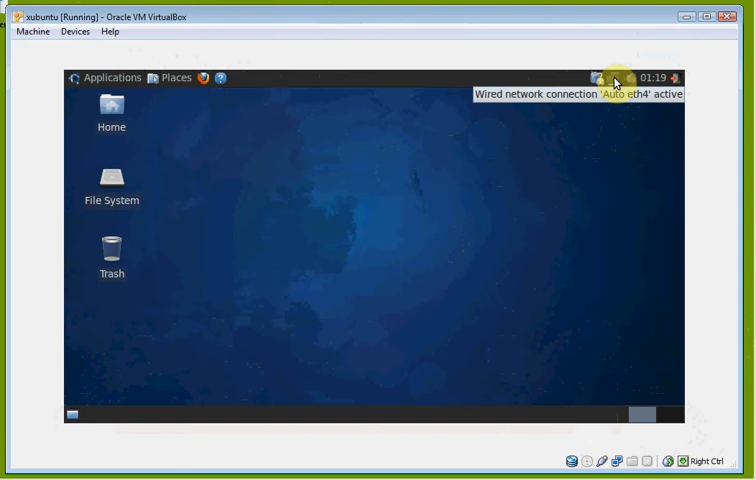 xubuntu [Running] - Oracle VM VirtualBox
Machine Devices Help
Applications Places 01:19
Wired network connection 'Auto eth4' active
Home
File System
Trash
Right Ctrl